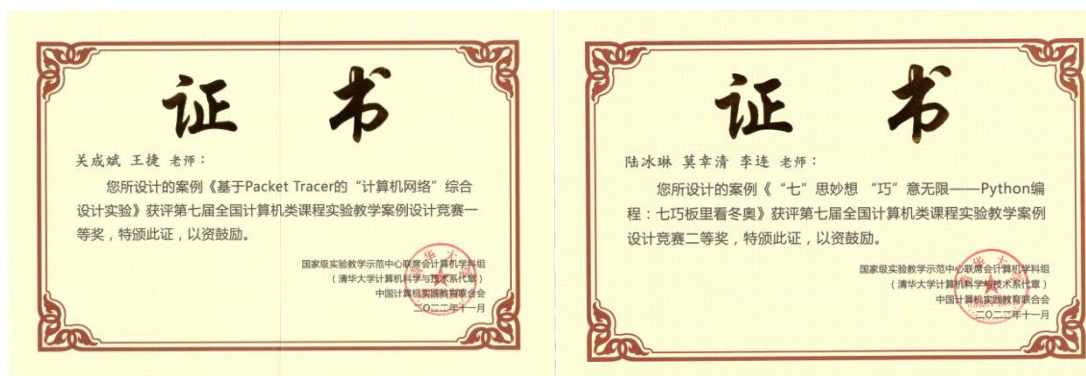 证 书
关成斌 王捷 老师：
您所设计的案例《基于Packet Tracer的“计算机网络”综合
设计实验》获评第七届全国计算机类课程实验教学案例设计竞赛一
等奖，特颁此证，以资鼓励。
国家级实验教学示范中心联席会计算机学科组
（清华大学计算机科学与技术系代章）
中国计算机实践教育联合会
二〇二二年十一月
证 书
陆冰琳 莫幸清 李连 老师：
您所设计的案例《“七”思妙想 “巧”意无限——Python编
程：七巧板里看冬奥》获评第七届全国计算机类课程实验教学案例
设计竞赛二等奖，特颁此证，以资鼓励。
国家级实验教学示范中心联席会计算机学科组
（清华大学计算机科学与技术系代章）
中国计算机实践教育联合会
二〇二二年十一月